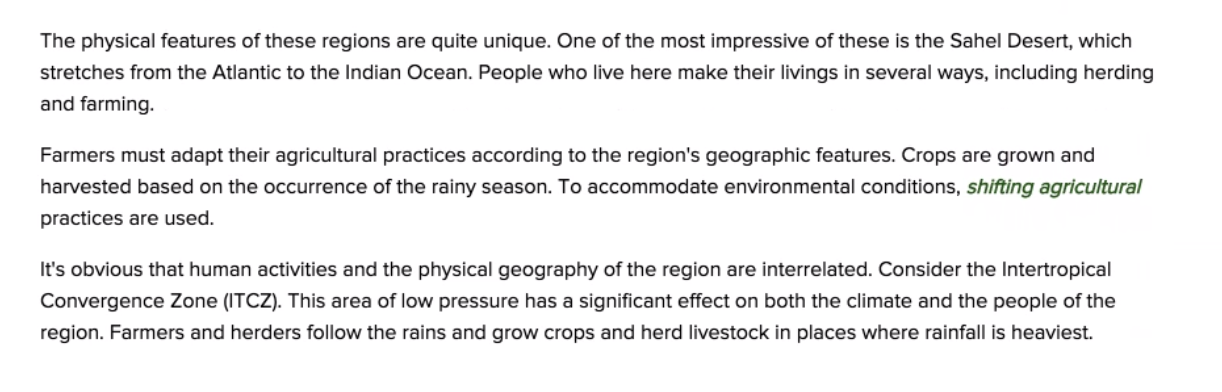 The physical features of these regions are quite unique. One of the most impressive of these is the Sahel Desert, which
stretches from the Atlantic to the Indian Ocean. People who live here make their livings in several ways, including herding
and farming.
Farmers must adapt their agricultural practices according to the region's geographic features. Crops are grown and
harvested based on the occurrence of the rainy season. To accommodate environmental conditions, shifting agricultural
practices are used.
It's obvious that human activities and the physical geography of the region are interrelated. Consider the Intertropical
Convergence Zone (ITCZ). This area of low pressure has a significant effect on both the climate and the people of the
region. Farmers and herders follow the rains and grow crops and herd livestock in places where rainfall is heaviest.